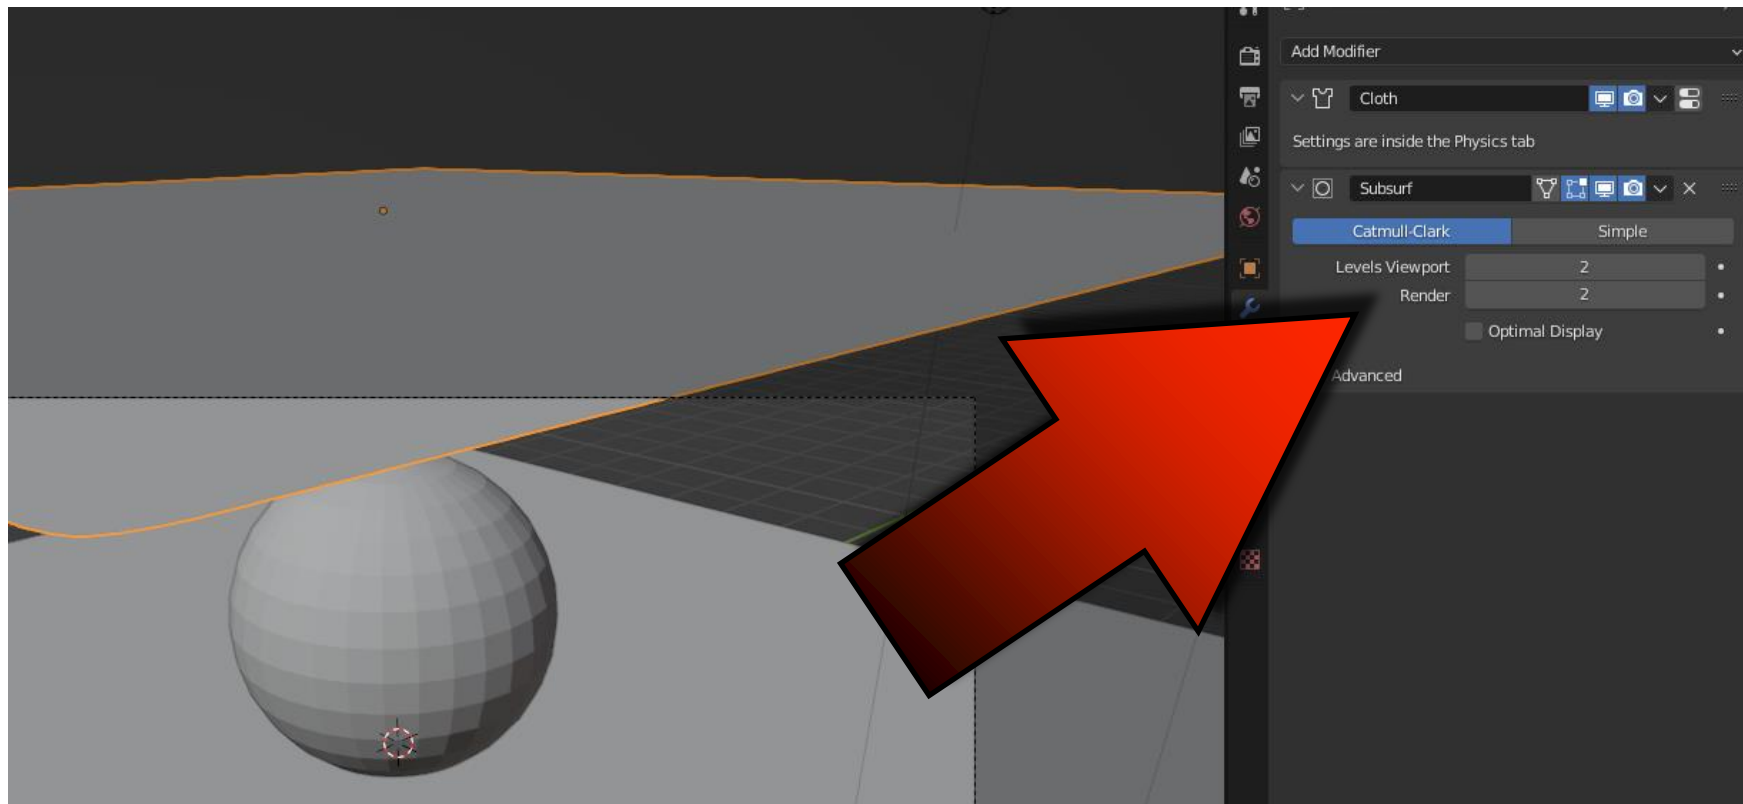 Add Modifier
Cloth
Settings are inside the Physics tab
Subsurf
Catmull-Clark Simple
Levels Viewport 2
Render 2
Optimal Display
Advanced